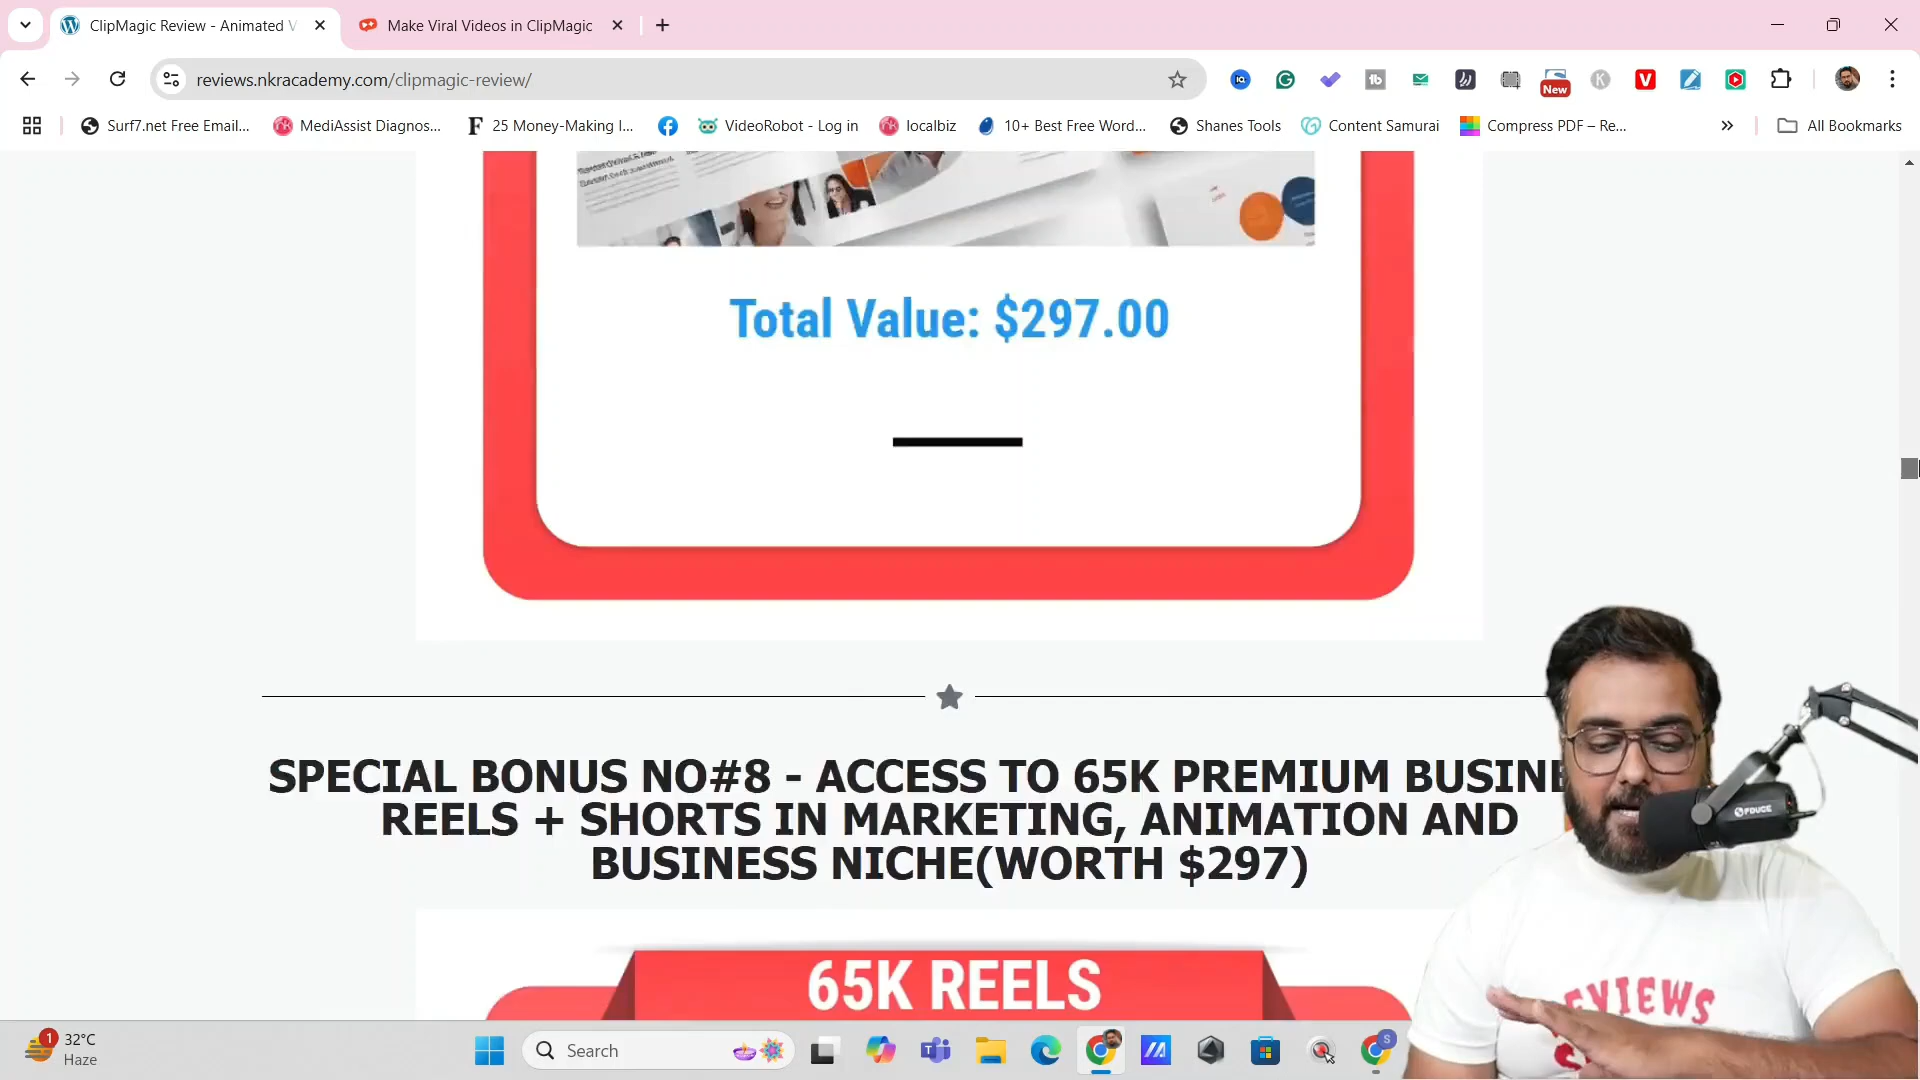 ClipMagic Review - Animated V
Make Viral Videos in ClipMagic
reviews.nkracademy.com/clipmagic-review/
New
Surf7.net Free Email...
MediAssist Diagnos...
25 Money-Making I...
VideoRobot - Log in
localbiz
10+ Best Free Word...
Shanes Tools
Content Samurai
Compress PDF – Re...
All Bookmarks
Total Value: $297.00
SPECIAL BONUS NO#8 - ACCESS TO 65K PREMIUM BUSINE
REELS + SHORTS IN MARKETING, ANIMATION AND
BUSINESS NICHE(WORTH $297)
65K REELS
FDUCE
REVIEWS
1
32°C
Haze
Search
S